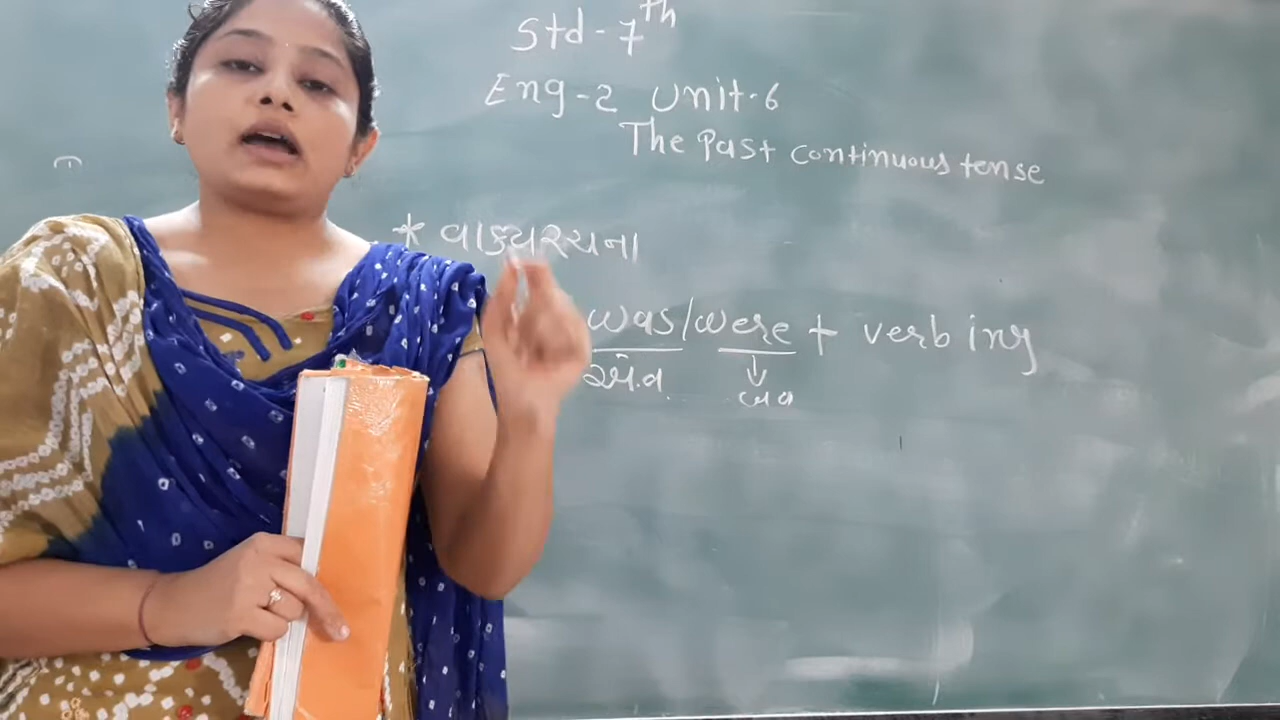 Std - 7th
Eng - 2 Unit - 6
The Past continuous tense
* વાક્યરચના
was/were + verb ing
એ.વ. બ.વ